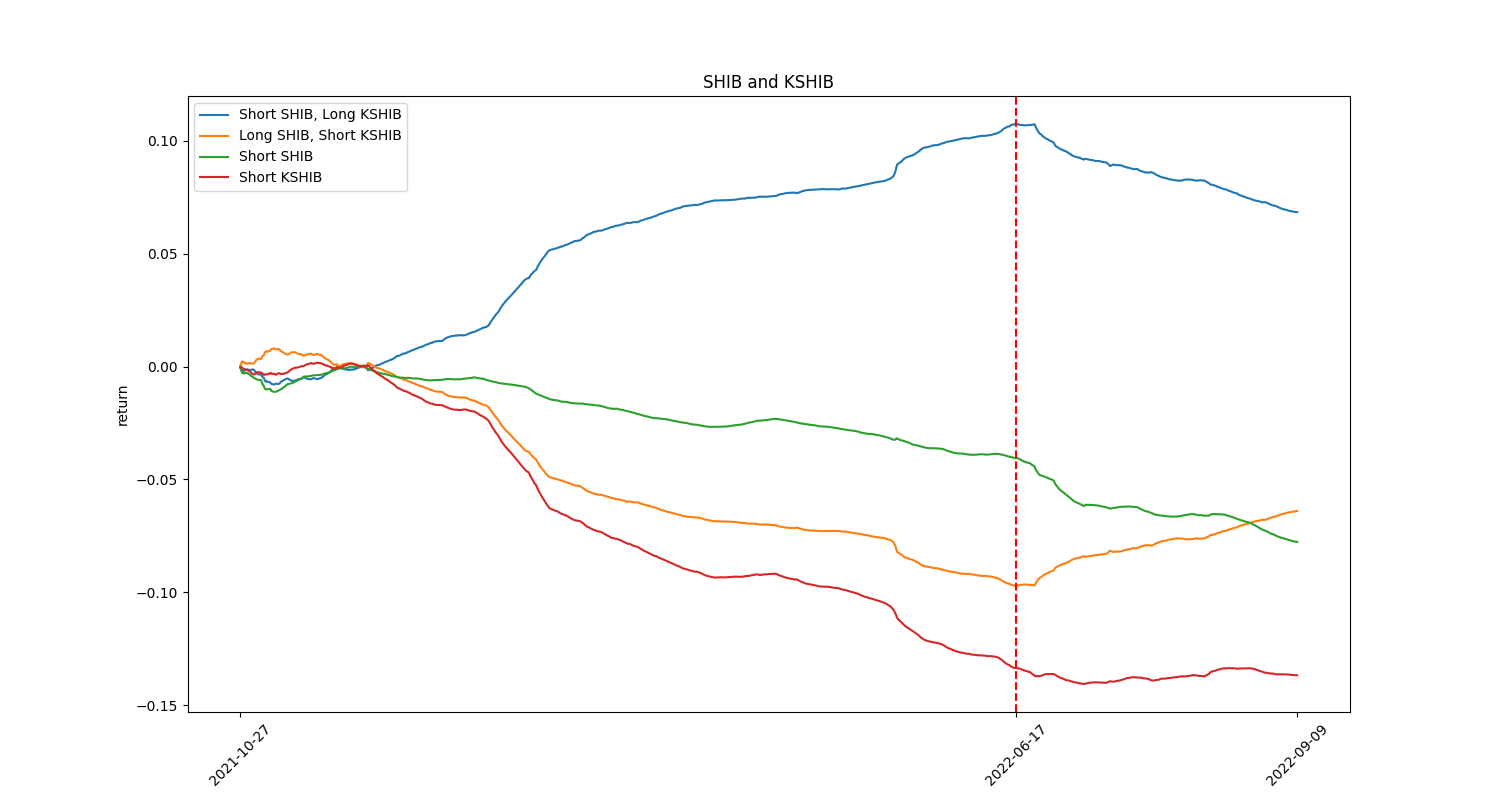 SHIB and KSHIB
Short SHIB, Long KSHIB
Long SHIB, Short KSHIB
Short SHIB
Short KSHIB
0.10
0.05
0.00
−0.05
−0.10
−0.15
return
2021-10-27
2022-06-17
2022-09-09